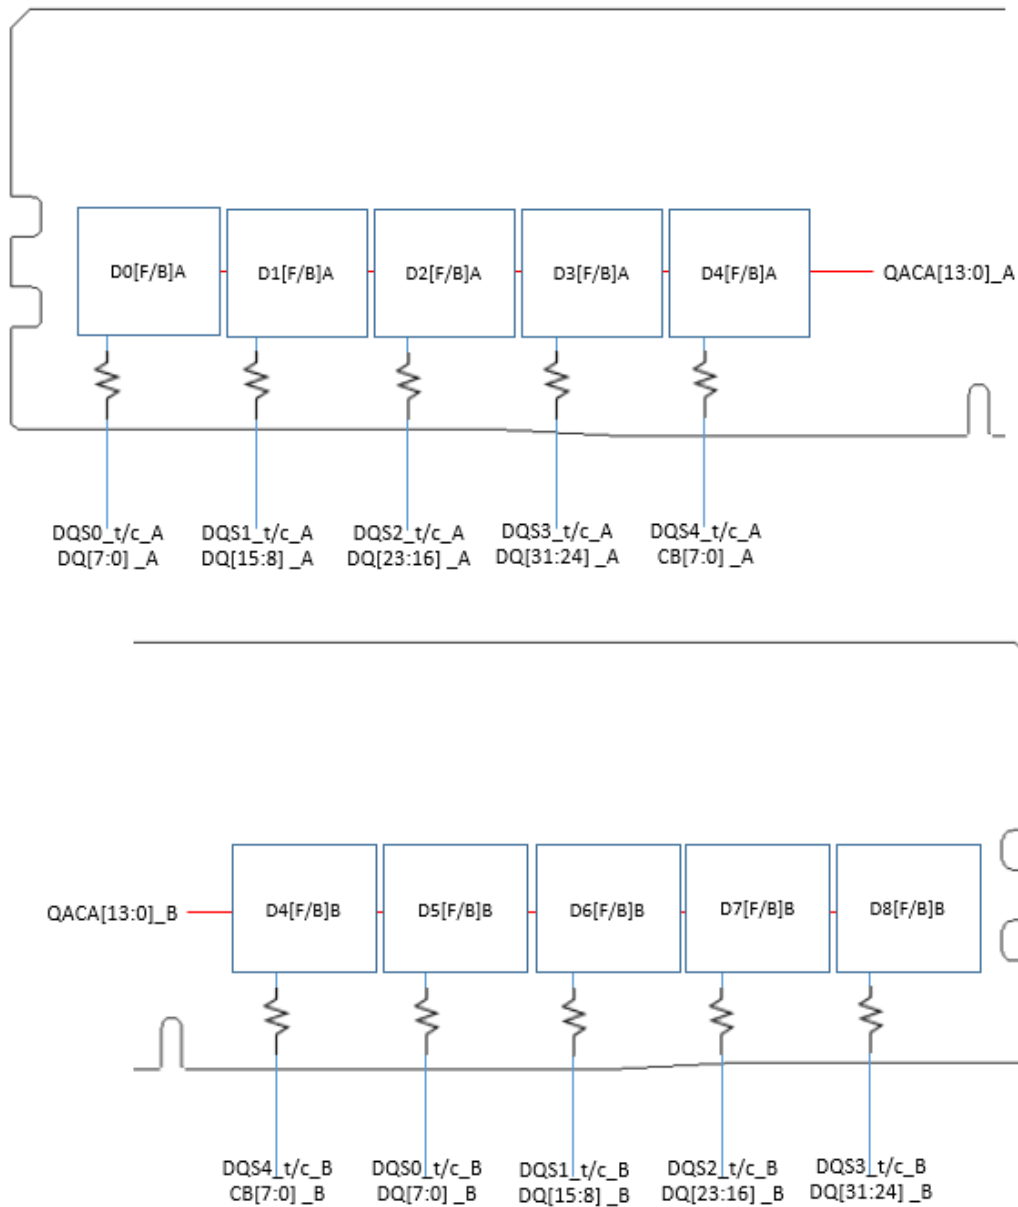 D0[F/B]A
D1[F/B]A
D2[F/B]A
D3[F/B]A
D4[F/B]A
QACA[13:0]_A
DQS0_t/c_A
DQ[7:0] _A
DQS1_t/c_A
DQ[15:8] _A
DQS2_t/c_A
DQ[23:16] _A
DQS3_t/c_A
DQ[31:24] _A
DQS4_t/c_A
CB[7:0] _A
QACA[13:0]_B
D4[F/B]B
D5[F/B]B
D6[F/B]B
D7[F/B]B
D8[F/B]B
DQS4_t/c_B
CB[7:0] _B
DQS0_t/c_B
DQ[7:0] _B
DQS1_t/c_B
DQ[15:8] _B
DQS2_t/c_B
DQ[23:16] _B
DQS3_t/c_B
DQ[31:24] _B